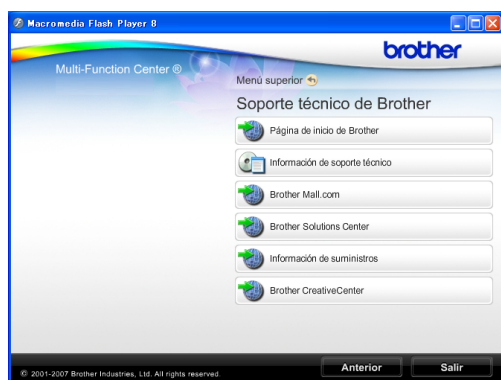 Macromedia Flash Player 8
brother
Multi-Function Center ®
Menú superior
Soporte técnico de Brother
Página de inicio de Brother
Información de soporte técnico
Brother Mall.com
Brother Solutions Center
Información de suministros
Brother CreativeCenter
© 2001-2007 Brother Industries, Ltd. All rights reserved.
Anterior
Salir